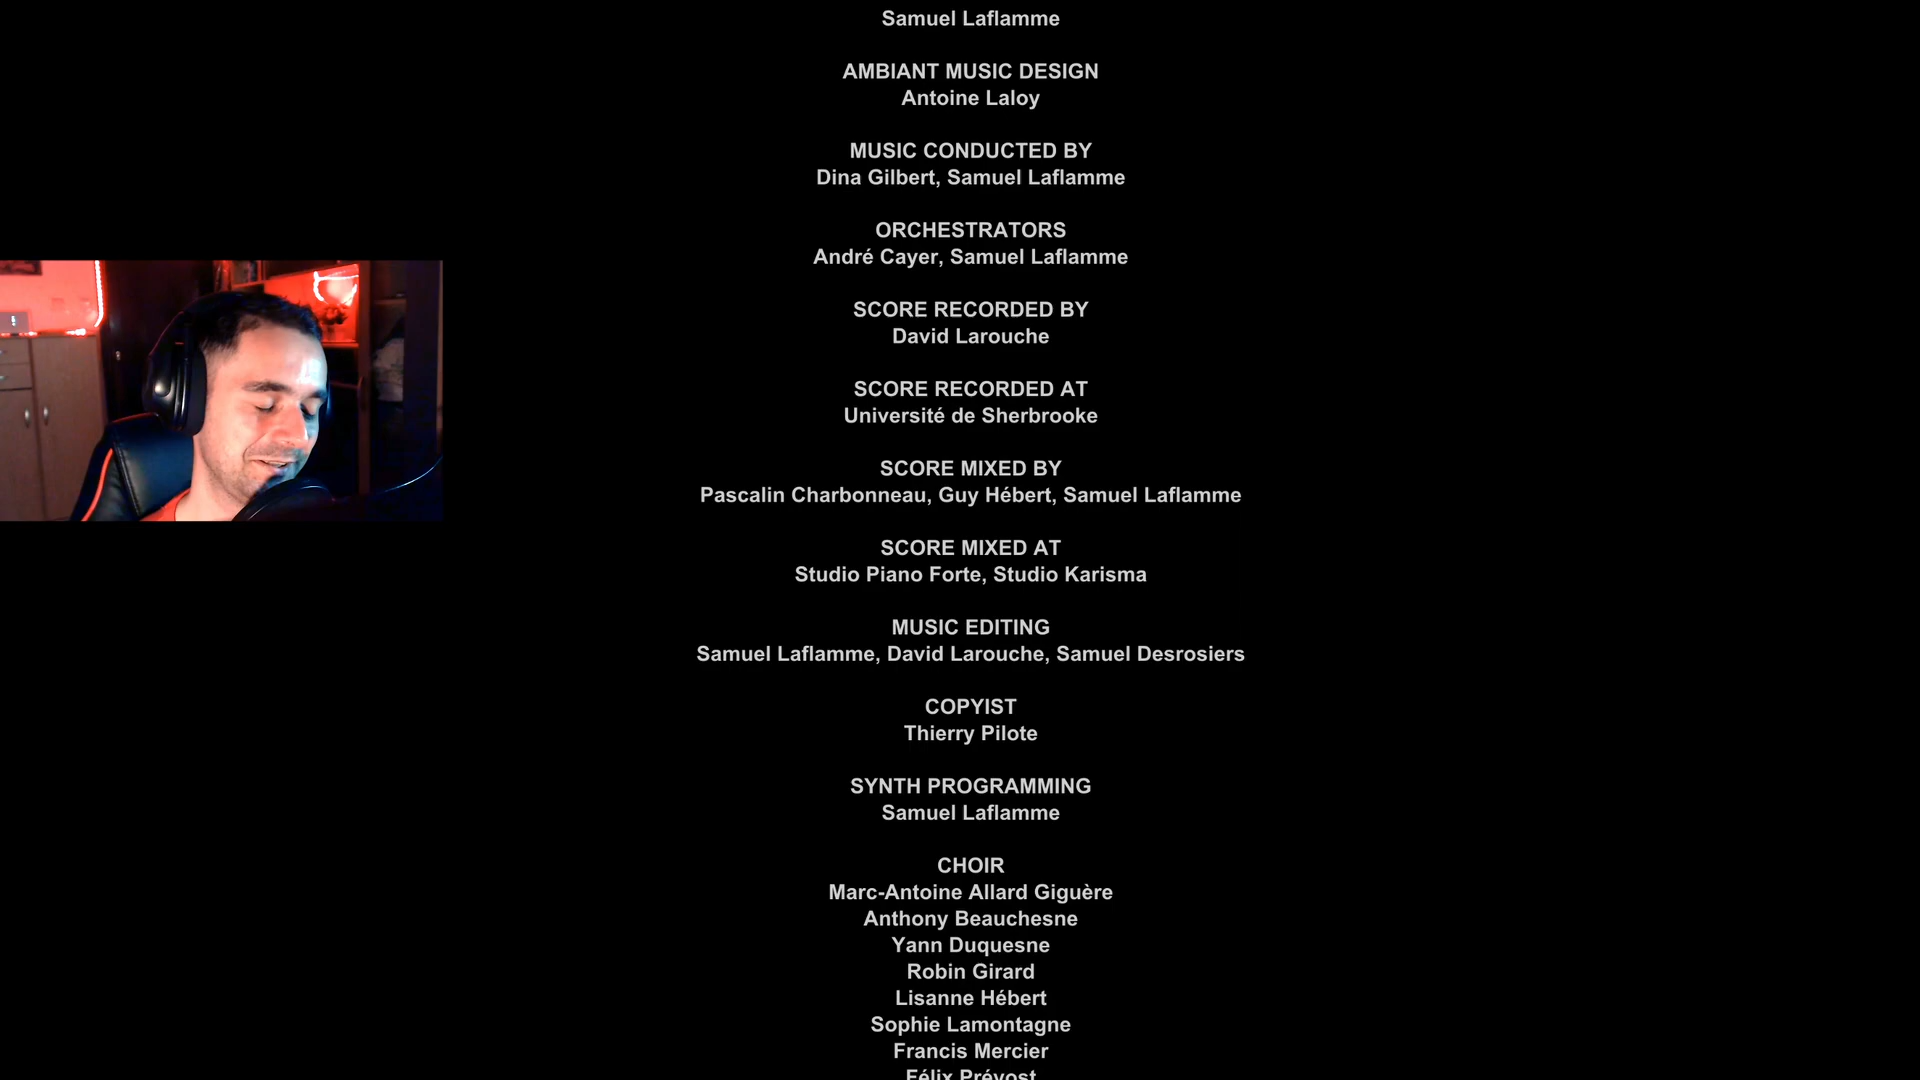 Samuel Laflamme
AMBIANT MUSIC DESIGN
Antoine Laloy
MUSIC CONDUCTED BY
Dina Gilbert, Samuel Laflamme
ORCHESTRATORS
André Cayer, Samuel Laflamme
SCORE RECORDED BY
David Larouche
SCORE RECORDED AT
Université de Sherbrooke
SCORE MIXED BY
Pascalin Charbonneau, Guy Hébert, Samuel Laflamme
SCORE MIXED AT
Studio Piano Forte, Studio Karisma
MUSIC EDITING
Samuel Laflamme, David Larouche, Samuel Desrosiers
COPYIST
Thierry Pilote
SYNTH PROGRAMMING
Samuel Laflamme
CHOIR
Marc-Antoine Allard Giguère
Anthony Beauchesne
Yann Duquesne
Robin Girard
Lisanne Hébert
Sophie Lamontagne
Francis Mercier
Félix Prévost